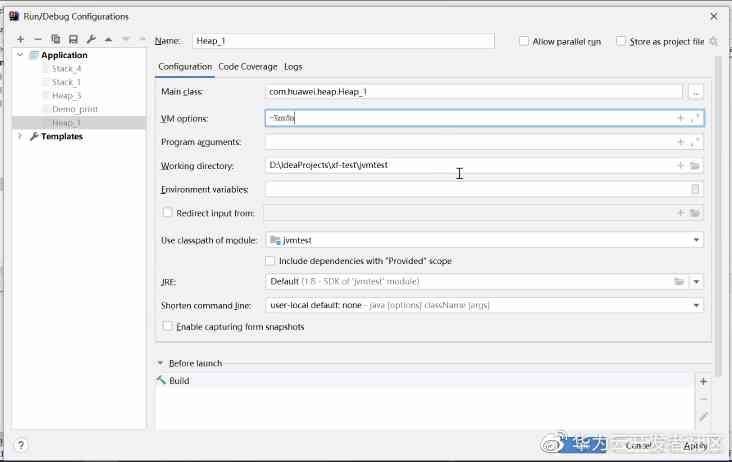 Run/Debug Configurations
Name: Heap_1
Allow parallel run
Store as project file
Application
Stack_4
Stack_1
Heap_3
Demo_print
Heap_1
Templates
Configuration Code Coverage Logs
Main class: com.huawei.heap.Heap_1 ...
VM options:
Program arguments:
Working directory: D:\IdeaProjects\xf-test\jvmtest
Environment variables:
Redirect input from:
Use classpath of module: jvmtest
Include dependencies with "Provided" scope
JRE: Default (1.8 - SDK of 'jvmtest' module)
Shorten command line: user-local default: none - java [options] className [args]
Enable capturing form snapshots
Before launch
Build
?
Cancel
Apply
华为云开发者社区